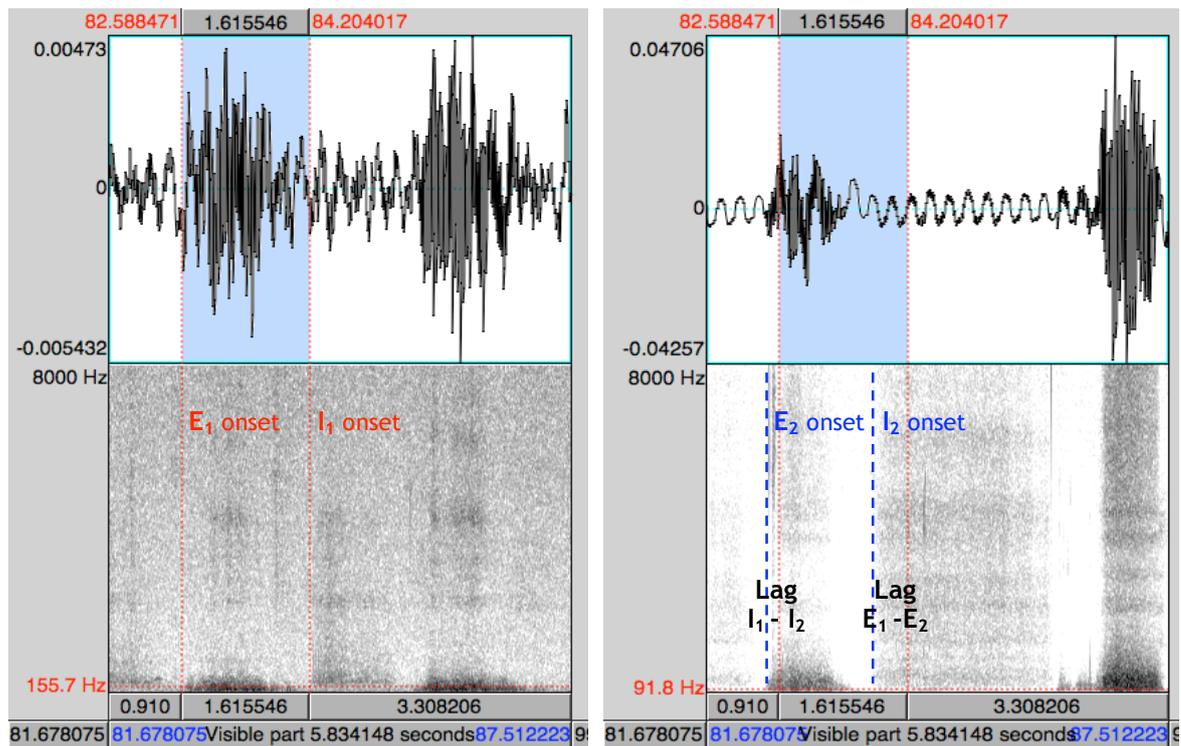 82.588471 1.615546 84.204017
0.00473
0
-0.005432
8000 Hz
E1 onset I1 onset
155.7 Hz
0.910 1.615546 3.308206
81.678075 81.678075 Visible part 5.834148 seconds 87.512223
82.588471 1.615546 84.204017
0.04706
0
-0.04257
8000 Hz
E2 onset I2 onset
Lag Lag
I1 - I2 E1 -E2
91.8 Hz
0.910 1.615546 3.308206
81.678075 81.678075 Visible part 5.834148 seconds 87.512223